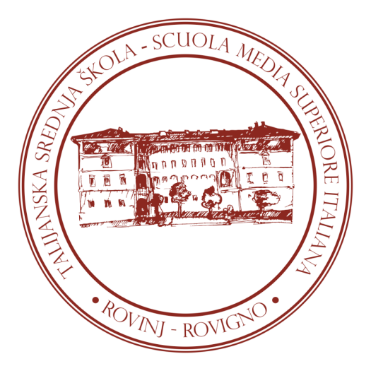 TALIJANSKA SREDNJA ŠKOLA - SCUOLA MEDIA SUPERIORE ITALIANA
• ROVINJ - ROVIGNO •